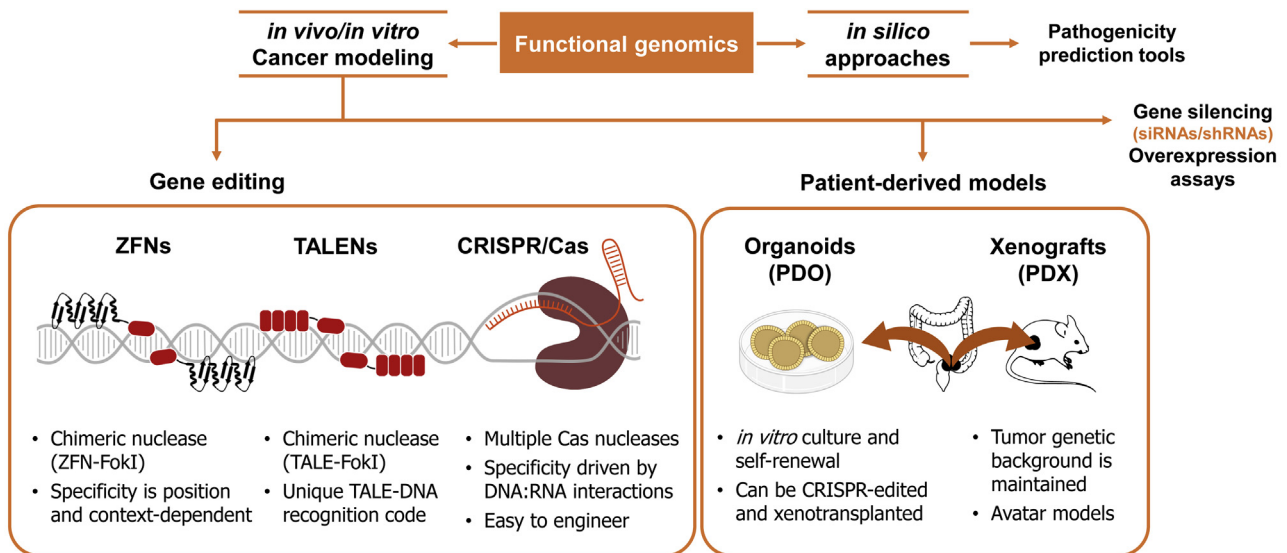 in vivo/in vitro
Cancer modeling
Functional genomics
in silico
approaches
Pathogenicity
prediction tools
Gene silencing
(siRNAs/shRNAs)
Overexpression
assays
Gene editing
Patient-derived models
ZFNs
TALENs
CRISPR/Cas
• Chimeric nuclease
(ZFN-FokI)
• Specificity is position
and context-dependent
• Chimeric nuclease
(TALE-FokI)
• Unique TALE-DNA
recognition code
• Multiple Cas nucleases
• Specificity driven by
DNA:RNA interactions
• Easy to engineer
Organoids
(PDO)
Xenografts
(PDX)
• in vitro culture and
self-renewal
• Can be CRISPR-edited
and xenotransplanted
• Tumor genetic
background is
maintained
• Avatar models